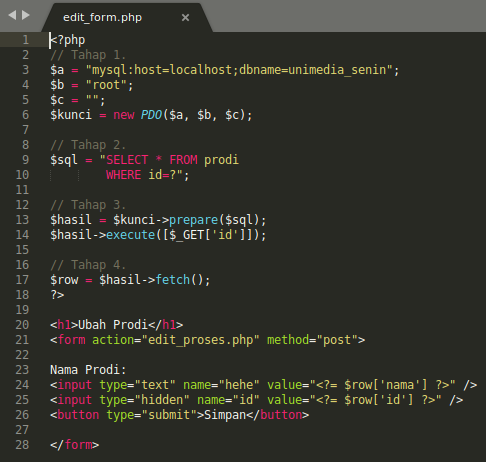 edit_form.php ×
1 <?php
2 // Tahap 1.
3 $a = "mysql:host=localhost;dbname=unimedia_senin";
4 $b = "root";
5 $c = "";
6 $kunci = new PDO($a, $b, $c);
7
8 // Tahap 2.
9 $sql = "SELECT * FROM prodi
10 WHERE id=?";
11
12 // Tahap 3.
13 $hasil = $kunci->prepare($sql);
14 $hasil->execute([$_GET['id']]);
15
16 // Tahap 4.
17 $row = $hasil->fetch();
18 ?>
19
20 <h1>Ubah Prodi</h1>
21 <form action="edit_proses.php" method="post">
22
23 Nama Prodi:
24 <input type="text" name="hehe" value="<?= $row['nama'] ?>" />
25 <input type="hidden" name="id" value="<?= $row['id'] ?>" />
26 <button type="submit">Simpan</button>
27
28 </form>